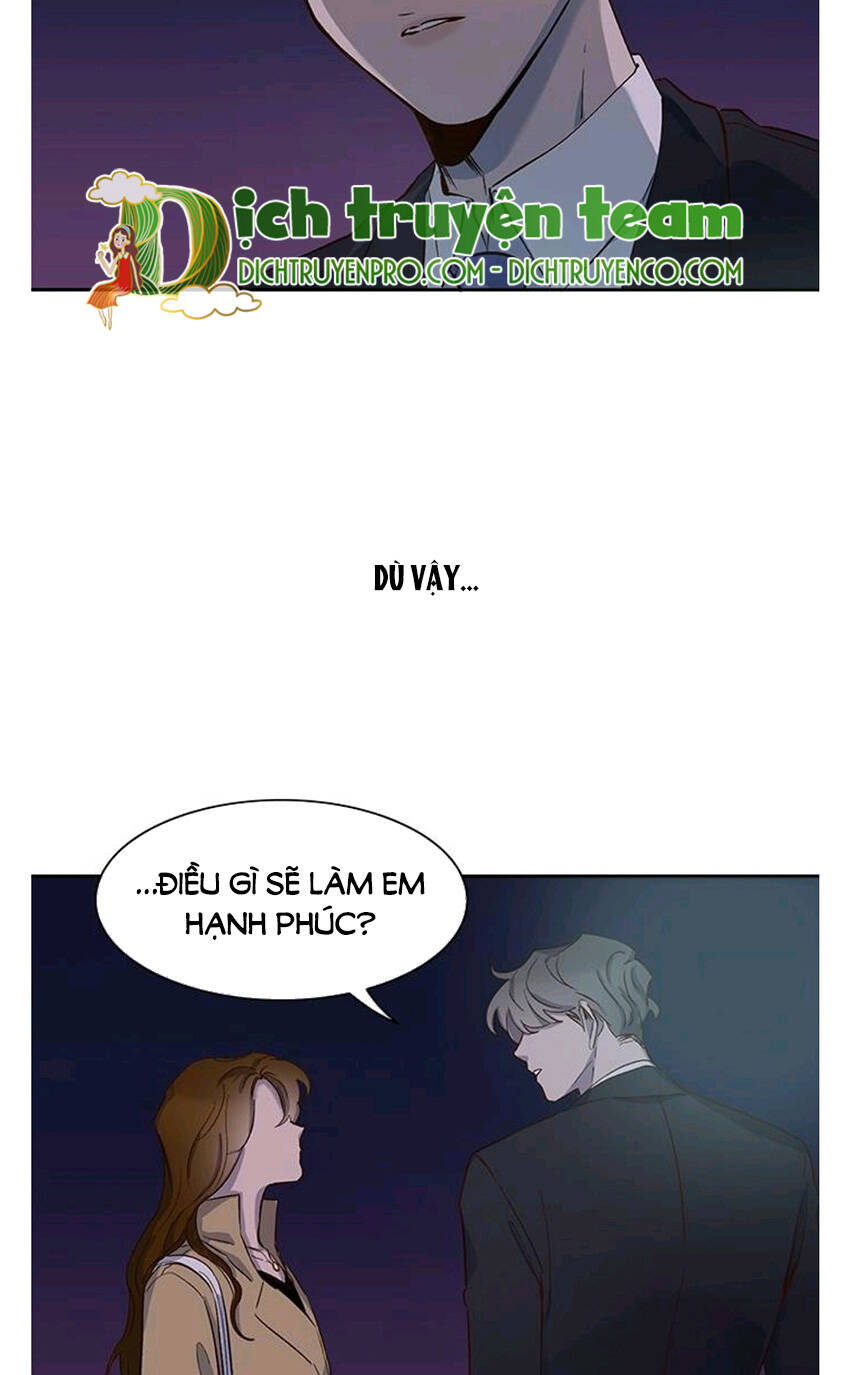 Dịch truyện team
DICHTRUYENPRO.COM - DICHTRUYENCO.COM
DÙ VẬY...
...ĐIỀU GÌ SẼ LÀM EM
HẠNH PHÚC?